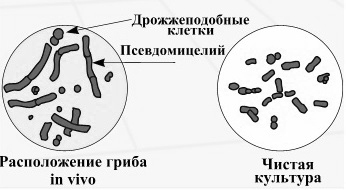 Дрожжеподобные
клетки
Псевдомицелий
Расположение гриба
in vivo
Чистая
культура